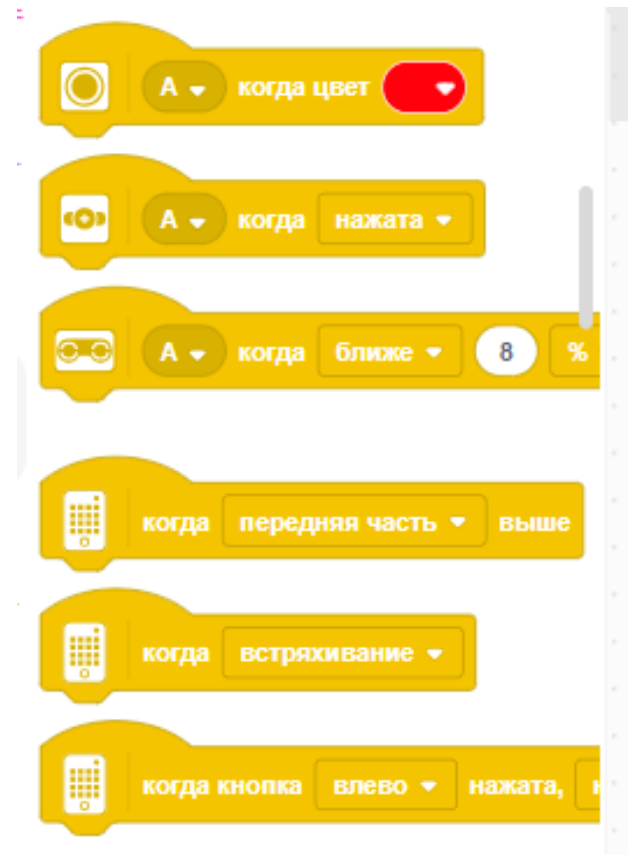 A когда цвет
A когда нажата
A когда ближе 8 %
когда передняя часть выше
когда встряхивание
когда кнопка влево нажата,